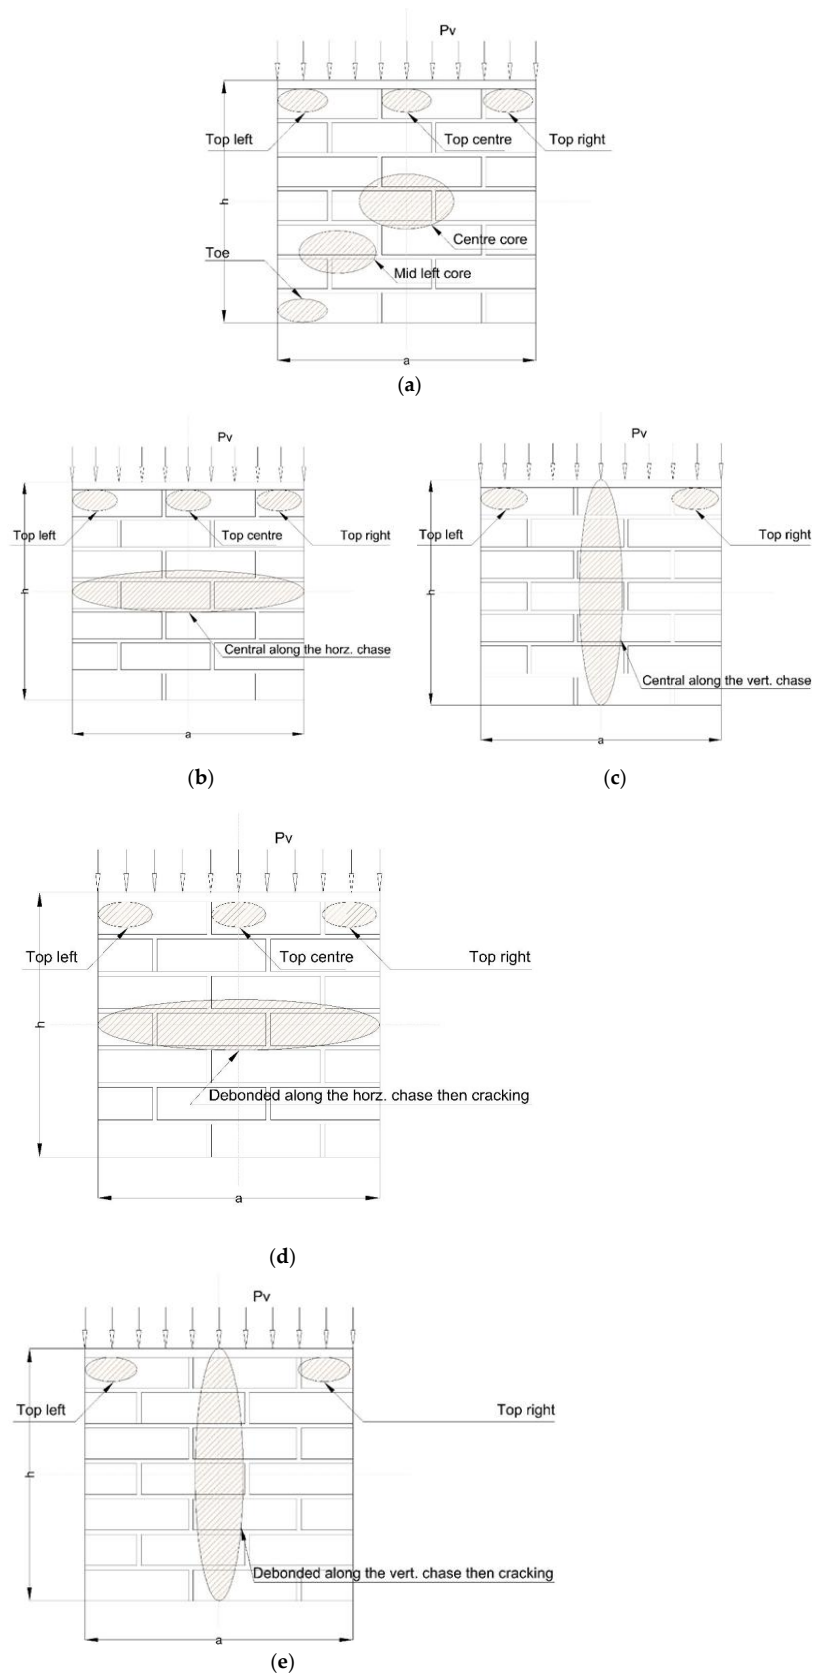 Pv
Top left
Top centre
Top right
h
Centre core
Toe
Mid left core
a
(a)
Pv
Top left
Top centre
Top right
h
Central along the horz. chase
a
(b)
Pv
Top left
Top right
h
Central along the vert. chase
a
(c)
Pv
Top left
Top centre
Top right
h
Debonded along the horz. chase then cracking
a
(d)
Pv
Top left
Top right
h
Debonded along the vert. chase then cracking
a
(e)